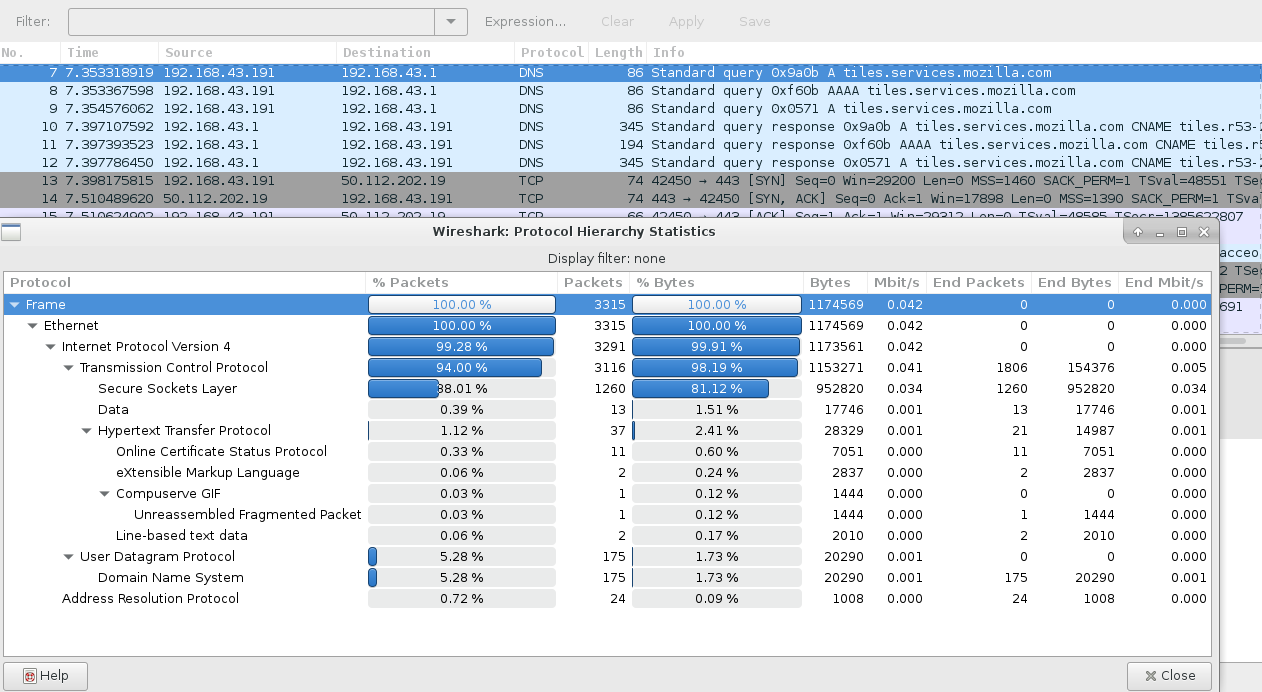 Filter: Expression... Clear Apply Save
No. Time Source Destination Protocol Length Info
7 7.353318919 192.168.43.191 192.168.43.1 DNS 86 Standard query 0x9a0b A tiles.services.mozilla.com
8 7.353367598 192.168.43.191 192.168.43.1 DNS 86 Standard query 0xf60b AAAA tiles.services.mozilla.com
9 7.354576062 192.168.43.191 192.168.43.1 DNS 86 Standard query 0x0571 A tiles.services.mozilla.com
10 7.397107592 192.168.43.1 192.168.43.191 DNS 345 Standard query response 0x9a0b A tiles.services.mozilla.com CNAME tiles.r53-2
11 7.397393523 192.168.43.1 192.168.43.191 DNS 194 Standard query response 0xf60b AAAA tiles.services.mozilla.com CNAME tiles.r5
12 7.397786450 192.168.43.1 192.168.43.191 DNS 345 Standard query response 0x0571 A tiles.services.mozilla.com CNAME tiles.r53-2
13 7.398175815 192.168.43.191 50.112.202.19 TCP 74 42450 → 443 [SYN] Seq=0 Win=29200 Len=0 MSS=1460 SACK_PERM=1 TSval=48551 TSec
14 7.510489620 50.112.202.19 192.168.43.191 TCP 74 443 → 42450 [SYN, ACK] Seq=0 Ack=1 Win=17898 Len=0 MSS=1390 SACK_PERM=1 TSva
15 7.510624902 192.168.43.191 50.112.202.19 TCP 66 42450 → 443 [ACK] Seq=1 Ack=1 Win=29312 Len=0 TSval=48585 TSecr=1385622807
Wireshark: Protocol Hierarchy Statistics
acceo
Display filter: none
2 TSe
Protocol % Packets Packets % Bytes Bytes Mbit/s End Packets End Bytes End Mbit/s
PERM=
Frame 100.00 % 3315 100.00 % 1174569 0.042 0 0 0.000
691
Ethernet 100.00 % 3315 100.00 % 1174569 0.042 0 0 0.000
Internet Protocol Version 4 99.28 % 3291 99.91 % 1173561 0.042 0 0 0.000
Transmission Control Protocol 94.00 % 3116 98.19 % 1153271 0.041 1806 154376 0.005
Secure Sockets Layer 38.01 % 1260 81.12 % 952820 0.034 1260 952820 0.034
Data 0.39 % 13 1.51 % 17746 0.001 13 17746 0.001
Hypertext Transfer Protocol 1.12 % 37 2.41 % 28329 0.001 21 14987 0.001
Online Certificate Status Protocol 0.33 % 11 0.60 % 7051 0.000 11 7051 0.000
eXtensible Markup Language 0.06 % 2 0.24 % 2837 0.000 2 2837 0.000
Compuserve GIF 0.03 % 1 0.12 % 1444 0.000 0 0 0.000
Unreassembled Fragmented Packet 0.03 % 1 0.12 % 1444 0.000 1 1444 0.000
Line-based text data 0.06 % 2 0.17 % 2010 0.000 2 2010 0.000
User Datagram Protocol 5.28 % 175 1.73 % 20290 0.001 0 0 0.000
Domain Name System 5.28 % 175 1.73 % 20290 0.001 175 20290 0.001
Address Resolution Protocol 0.72 % 24 0.09 % 1008 0.000 24 1008 0.000
Help Close